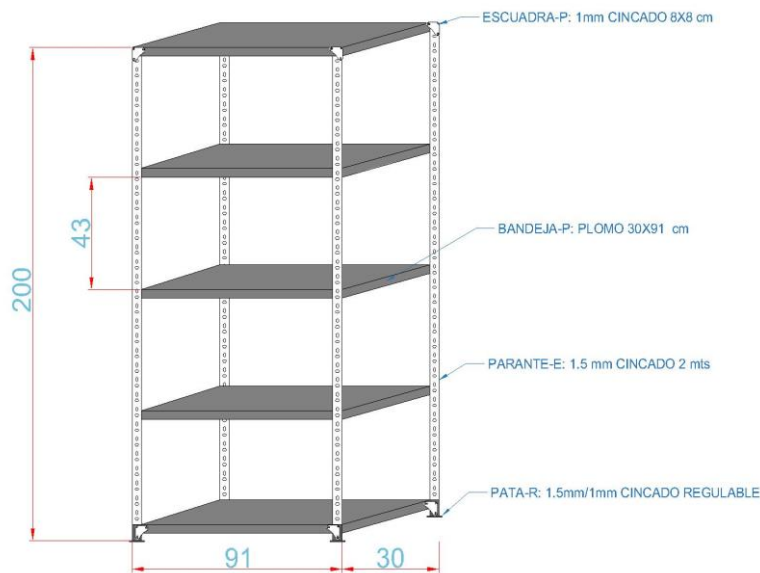 ESCUADRA-P: 1mm CINCADO 8X8 cm
43
BANDEJA-P: PLOMO 30X91 cm
200
PARANTE-E: 1.5 mm CINCADO 2 mts
PATA-R: 1.5mm/1mm CINCADO REGULABLE
91
30